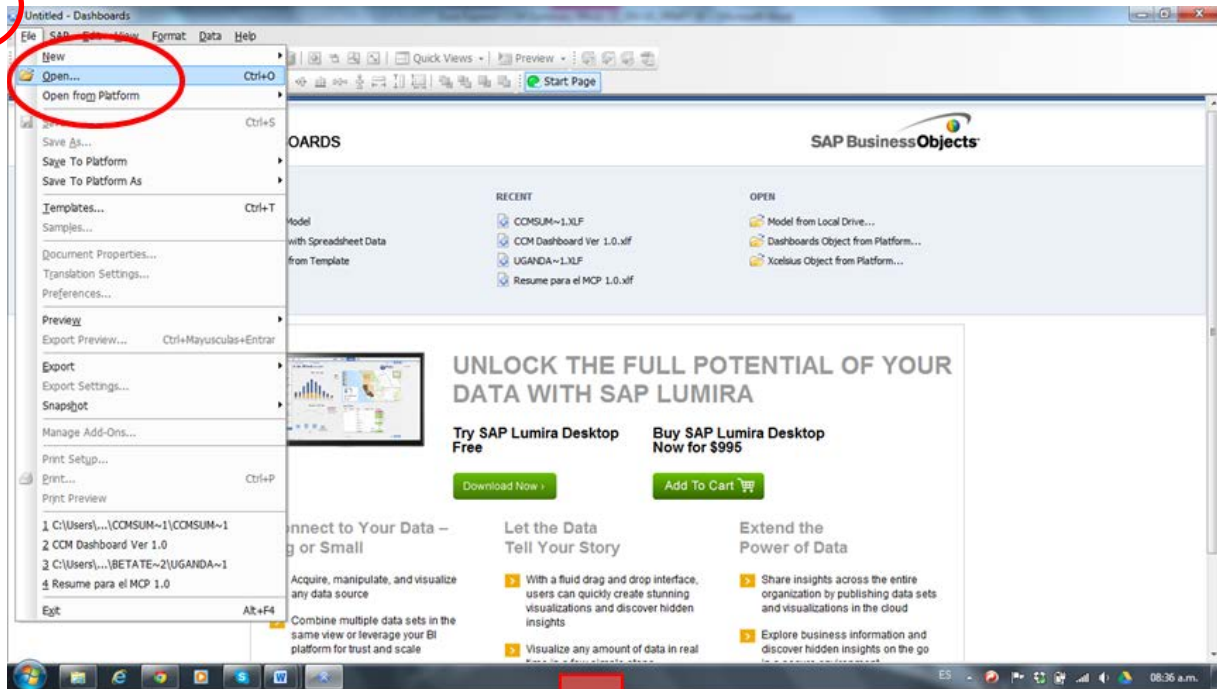 Untitled - Dashboards
File SAP Edit View Format Data Help
Quick Views Preview
Start Page
New
Open... Ctrl+O
Open from Platform
Ctrl+S
Save As...
Save To Platform
Save To Platform As
Templates... Ctrl+T
Samples...
Document Properties...
Translation Settings...
Preferences...
Preview
Export Preview... Ctrl+Mayusculas+Entrar
Export
Export Settings...
Snapshot
Manage Add-Ons...
Print Setup...
Print... Ctrl+P
Print Preview
1 C:\Users\...\CCMSUM~1\CCMSUM~1
2 CCM Dashboard Ver 1.0
3 C:\Users\...\BETATE~2\UGANDA~1
4 Resume para el MCP 1.0
Exit Alt+F4
OARDS
SAP BusinessObjects
Model
with Spreadsheet Data
from Template
RECENT
CCMSUM~1.XLF
CCM Dashboard Ver 1.0.xlf
UGANDA~1.XLF
Resume para el MCP 1.0.xlf
OPEN
Model from Local Drive...
Dashboards Object from Platform...
Xcelsius Object from Platform...
UNLOCK THE FULL POTENTIAL OF YOUR
DATA WITH SAP LUMIRA
Try SAP Lumira Desktop
Free
Download Now ›
Buy SAP Lumira Desktop
Now for $995
Add To Cart
nnect to Your Data –
g or Small
Acquire, manipulate, and visualize
any data source
Combine multiple data sets in the
same view or leverage your BI
platform for trust and scale
Let the Data
Tell Your Story
With a fluid drag and drop interface,
users can quickly create stunning
visualizations and discover hidden
insights
Visualize any amount of data in real
time in a few simple steps
Extend the
Power of Data
Share insights across the entire
organization by publishing data sets
and visualizations in the cloud
Explore business information and
discover hidden insights on the go
in a secure environment
ES 08:36 a.m.